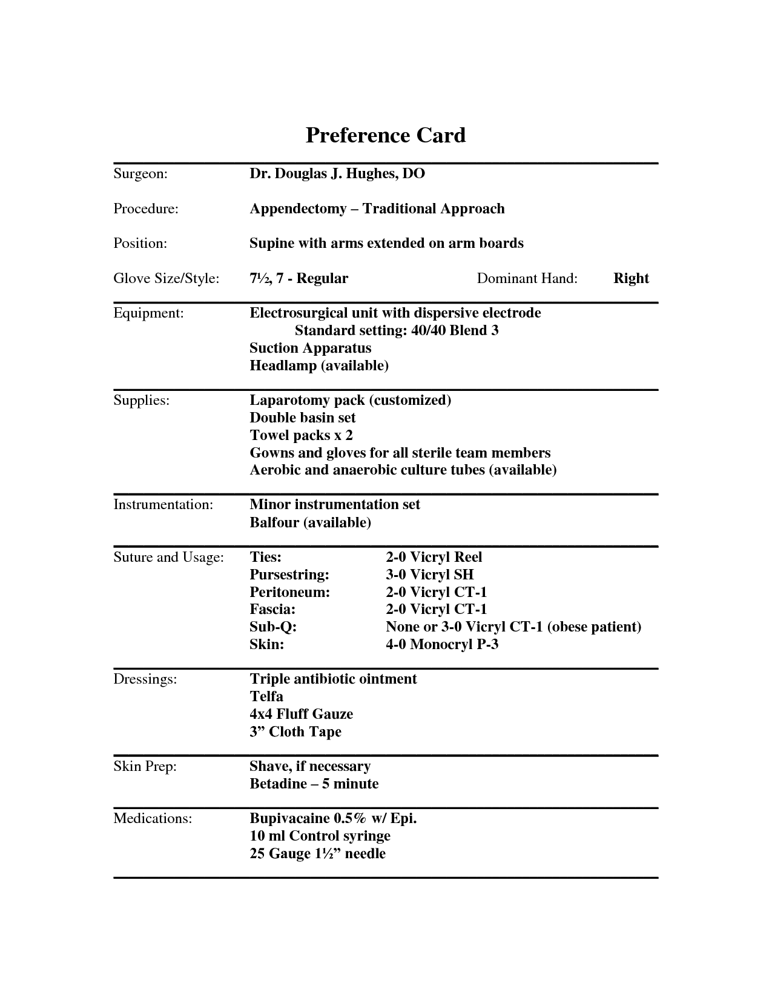 Preference Card
Surgeon: Dr. Douglas J. Hughes, DO
Procedure: Appendectomy – Traditional Approach
Position: Supine with arms extended on arm boards
Glove Size/Style: 7½, 7 - Regular Dominant Hand: Right
Equipment: Electrosurgical unit with dispersive electrode
Standard setting: 40/40 Blend 3
Suction Apparatus
Headlamp (available)
Supplies: Laparotomy pack (customized)
Double basin set
Towel packs x 2
Gowns and gloves for all sterile team members
Aerobic and anaerobic culture tubes (available)
Instrumentation: Minor instrumentation set
Balfour (available)
Suture and Usage: Ties: 2-0 Vicryl Reel
Pursestring: 3-0 Vicryl SH
Peritoneum: 2-0 Vicryl CT-1
Fascia: 2-0 Vicryl CT-1
Sub-Q: None or 3-0 Vicryl CT-1 (obese patient)
Skin: 4-0 Monocryl P-3
Dressings: Triple antibiotic ointment
Telfa
4x4 Fluff Gauze
3” Cloth Tape
Skin Prep: Shave, if necessary
Betadine – 5 minute
Medications: Bupivacaine 0.5% w/ Epi.
10 ml Control syringe
25 Gauge 1½” needle